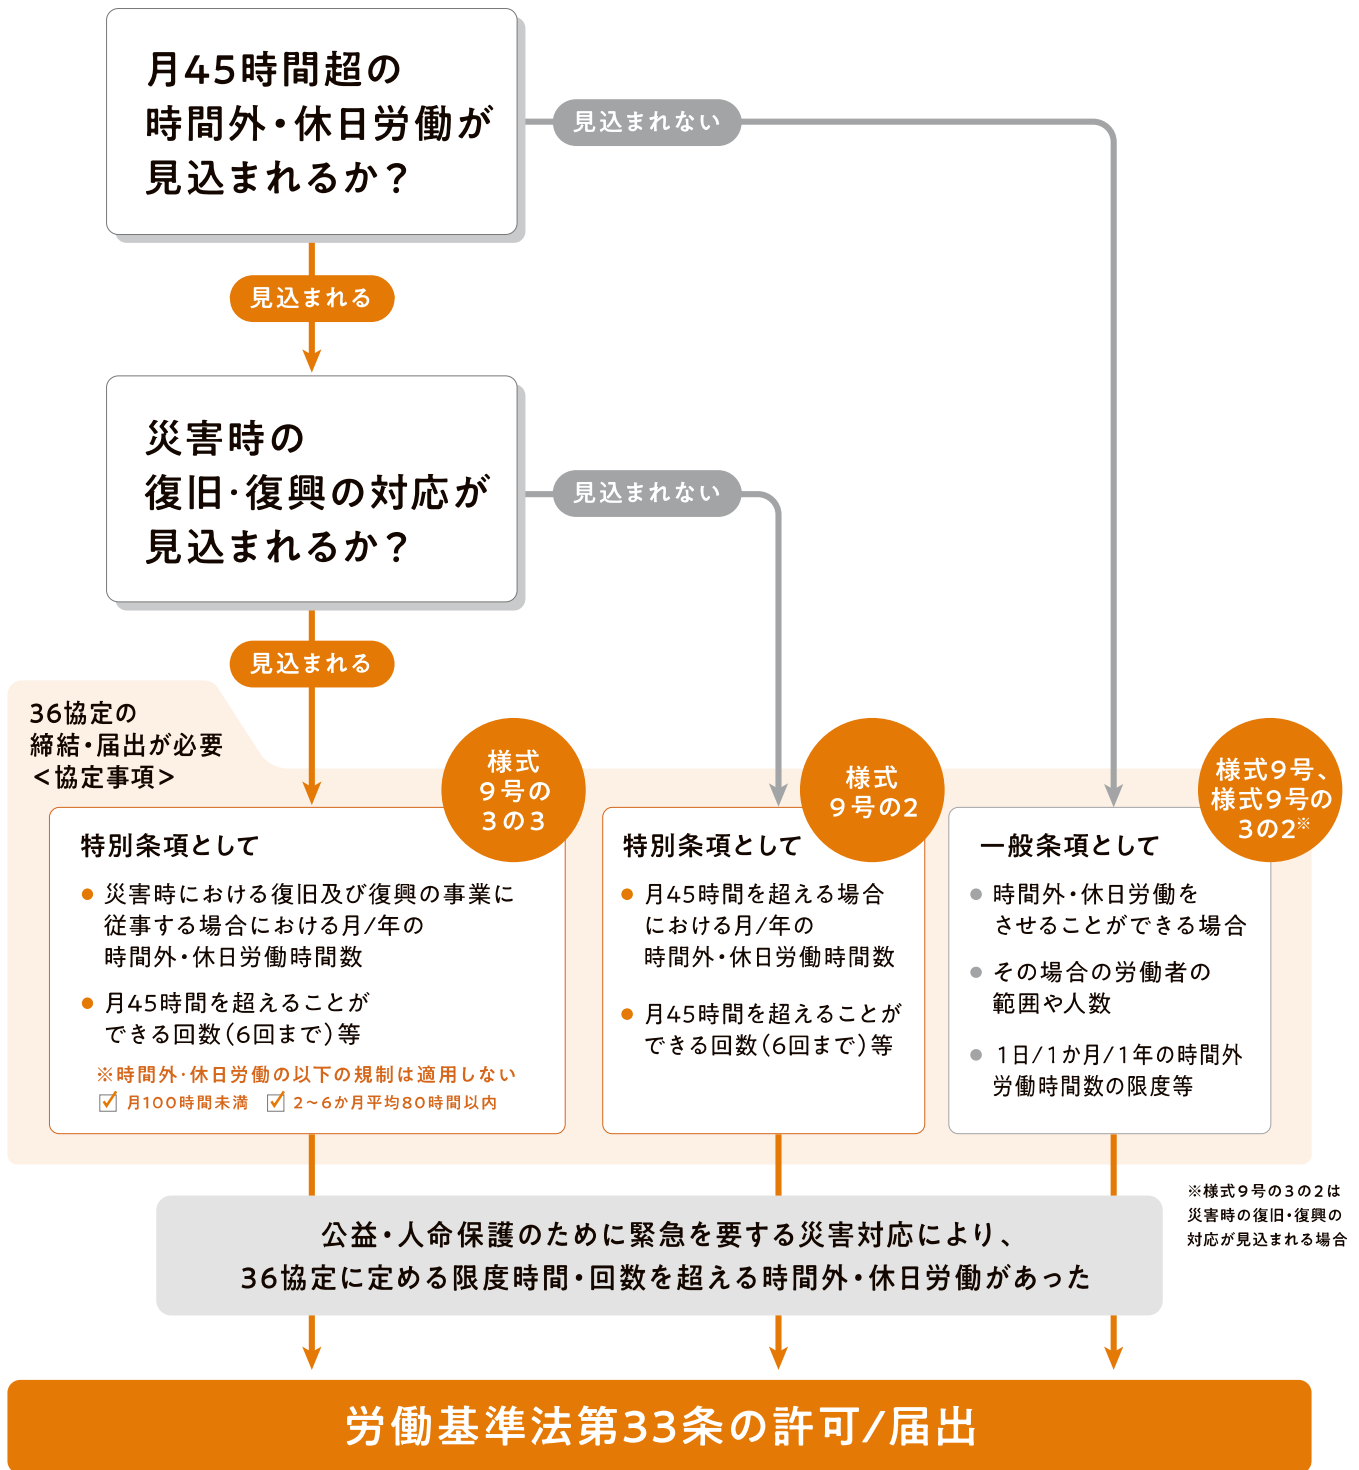 月45時間超の
時間外・休日労働が
見込まれるか？
見込まれない
見込まれる
災害時の
復旧・復興の対応が
見込まれるか？
見込まれない
見込まれる
36協定の
締結・届出が必要
＜協定事項＞
様式
9号の
3の3
特別条項として
災害時における復旧及び復興の事業に
従事する場合における月/年の
時間外・休日労働時間数
月45時間を超えることが
できる回数（6回まで）等
※時間外・休日労働の以下の規制は適用しない
月100時間未満 2〜6か月平均80時間以内
様式
9号の2
特別条項として
月45時間を超える場合
における月/年の
時間外・休日労働時間数
月45時間を超えることが
できる回数（6回まで）等
様式9号、
様式9号の
3の2※
一般条項として
時間外・休日労働を
させることができる場合
その場合の労働者の
範囲や人数
1日/1か月/1年の時間外
労働時間数の限度等
※様式9号の3の2は
災害時の復旧・復興の
対応が見込まれる場合
公益・人命保護のために緊急を要する災害対応により、
36協定に定める限度時間・回数を超える時間外・休日労働があった
労働基準法第33条の許可/届出